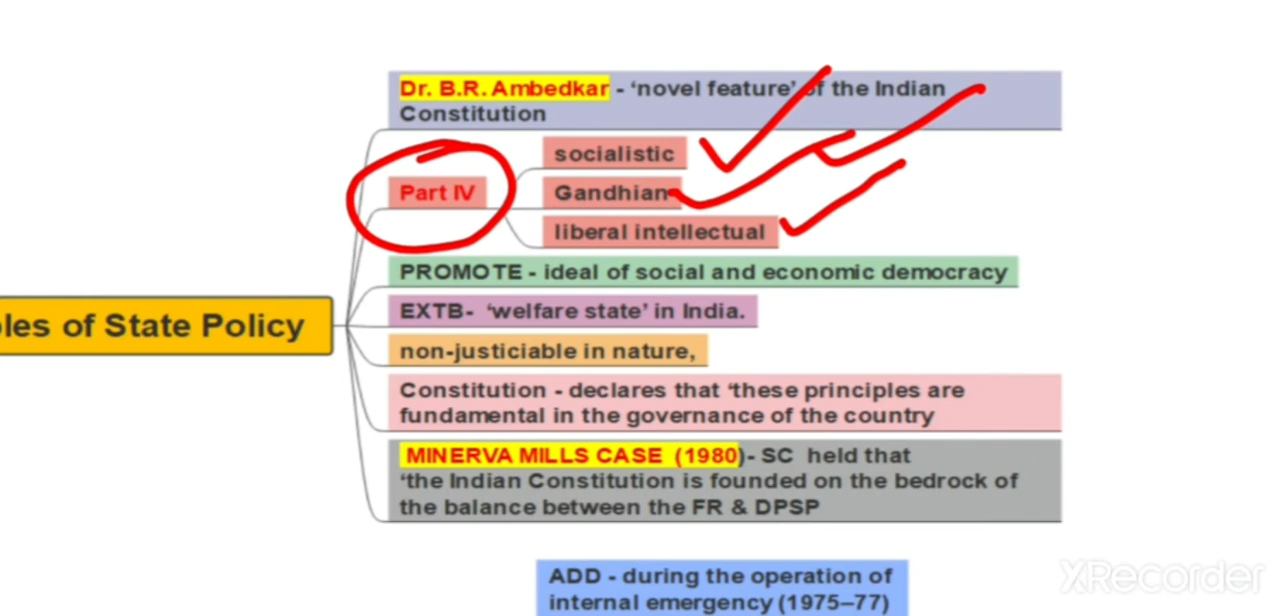 Dr. B.R. Ambedkar - ‘novel feature’ of the Indian
Constitution
socialistic
Part IV
Gandhian
liberal intellectual
PROMOTE - ideal of social and economic democracy
EXTB- ‘welfare state’ in India.
les of State Policy
non-justiciable in nature,
Constitution - declares that ‘these principles are
fundamental in the governance of the country
MINERVA MILLS CASE (1980)- SC held that
‘the Indian Constitution is founded on the bedrock of
the balance between the FR & DPSP
ADD - during the operation of
internal emergency (1975–77)
XRecorder